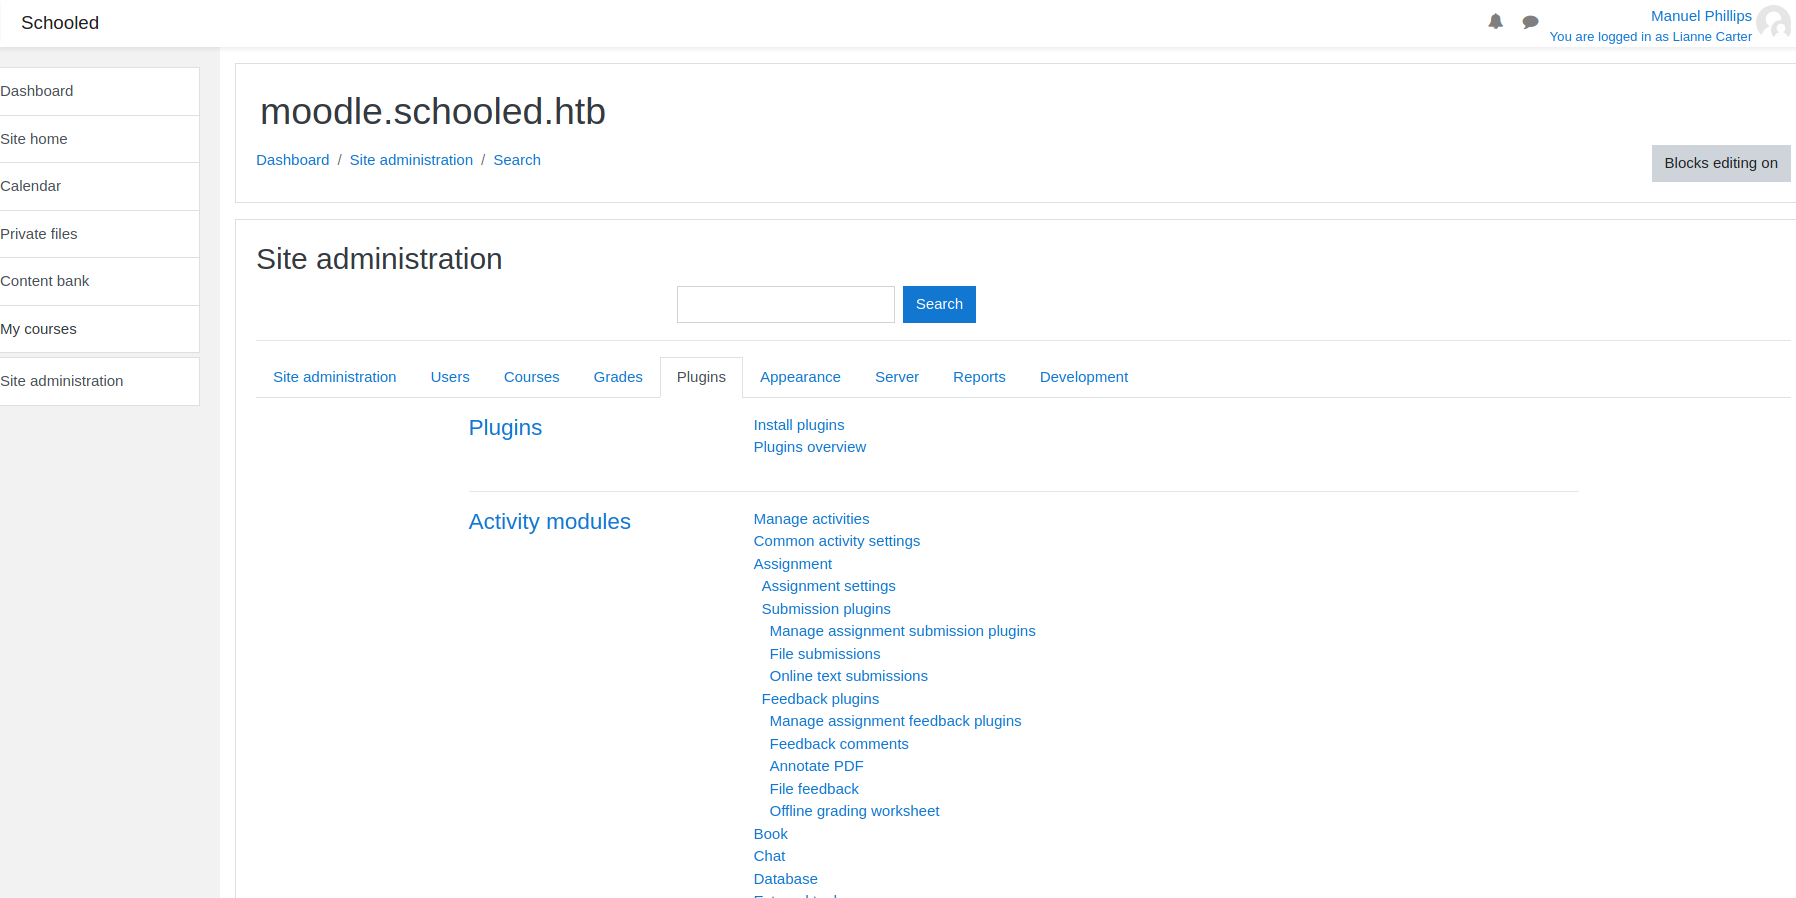 Schooled
Manuel Phillips
You are logged in as Lianne Carter
Dashboard
Site home
Calendar
Private files
Content bank
My courses
Site administration
moodle.schooled.htb
Dashboard / Site administration / Search
Blocks editing on
Site administration
Search
Site administration Users Courses Grades Plugins Appearance Server Reports Development
Plugins
Install plugins
Plugins overview
Activity modules
Manage activities
Common activity settings
Assignment
Assignment settings
Submission plugins
Manage assignment submission plugins
File submissions
Online text submissions
Feedback plugins
Manage assignment feedback plugins
Feedback comments
Annotate PDF
File feedback
Offline grading worksheet
Book
Chat
Database